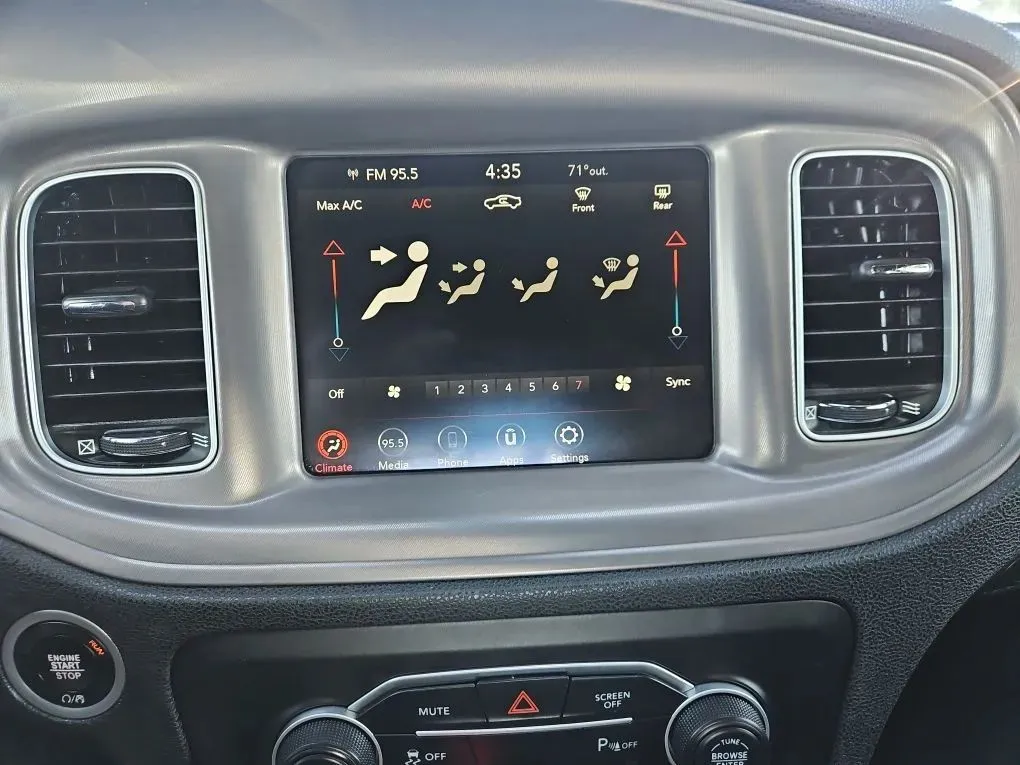 FM 95.5 4:35 71°out.
Max A/C A/C Front Rear
Off 1 2 3 4 5 6 7 Sync
95.5
Climate Media Phone Apps Settings
RUN
ENGINE
START
STOP
MUTE SCREEN
OFF
OFF P OFF
TUNE
BROWSE
ENTER